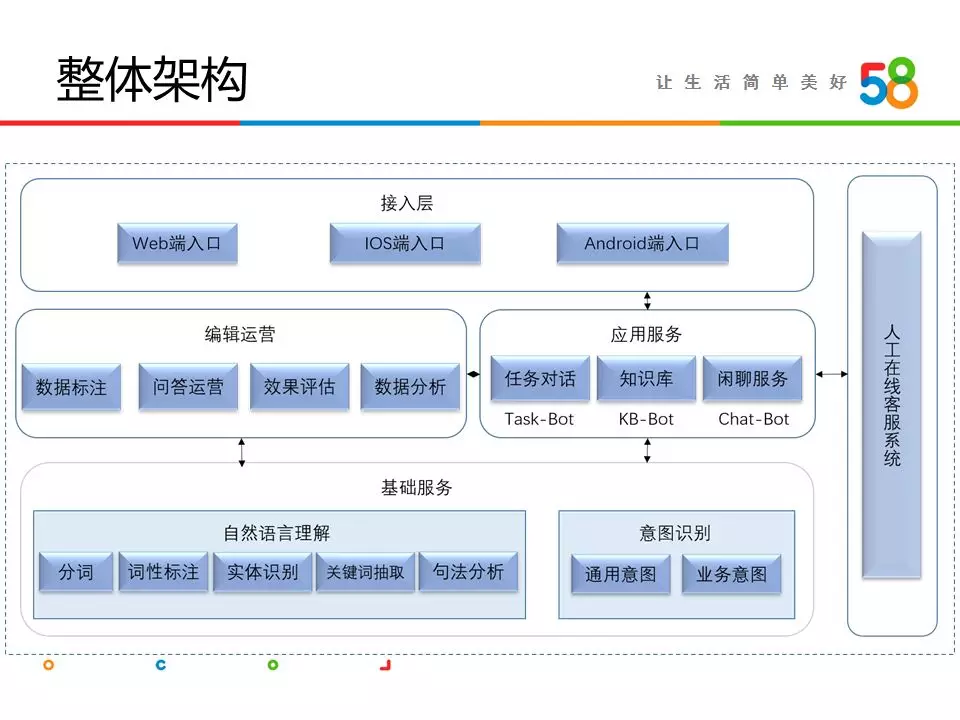 整体架构
让生活简单美好
58
接入层
Web端入口
IOS端入口
Android端入口
编辑运营
数据标注
问答运营
效果评估
数据分析
应用服务
任务对话
知识库
闲聊服务
Task-Bot
KB-Bot
Chat-Bot
人工在线客服系统
基础服务
自然语言理解
分词
词性标注
实体识别
关键词抽取
句法分析
意图识别
通用意图
业务意图